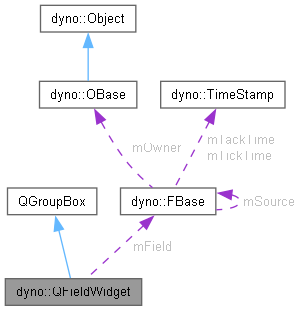 dyno::Object
dyno::OBase
dyno::TimeStamp
mTackTime
mTickTime
mOwner
QGroupBox
dyno::FBase
mSource
mField
dyno::QFieldWidget